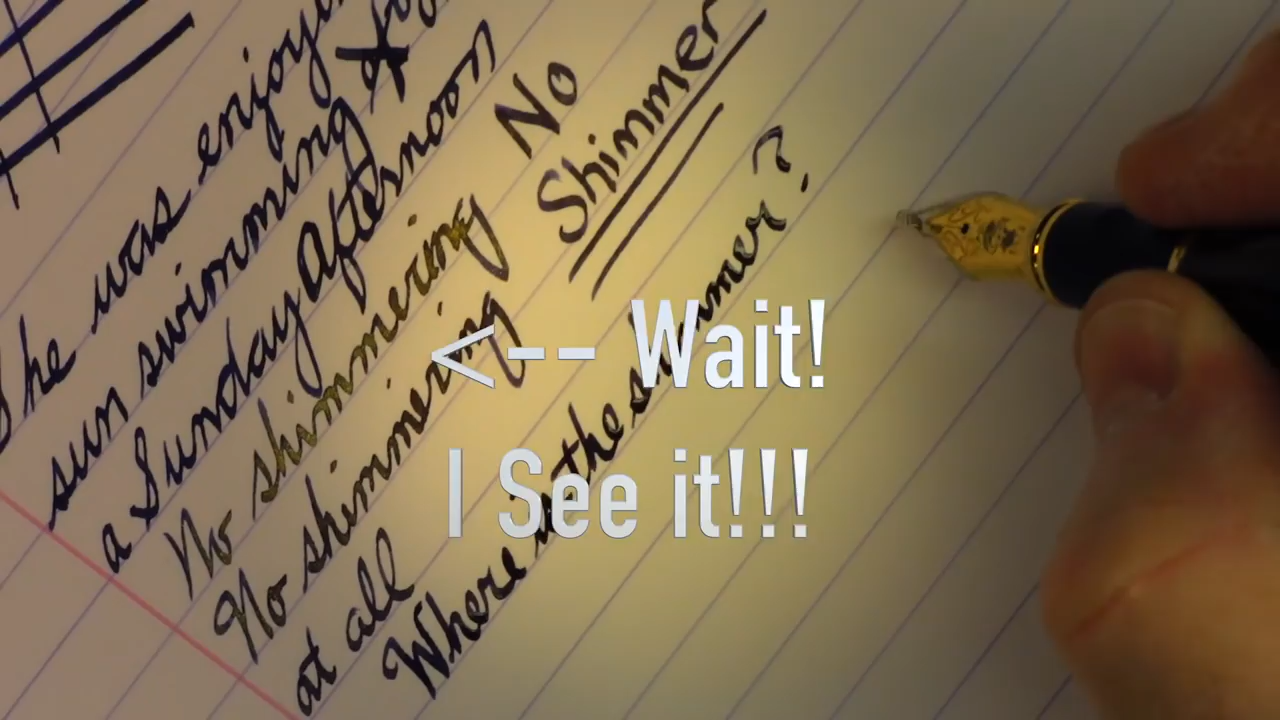 She was enjoy
sun swimming
a Sunday Afternoon
No shimmering
No shimmering
at all
No
Shimmer
Where is the shimmer?
<-- Wait!
I See it!!!